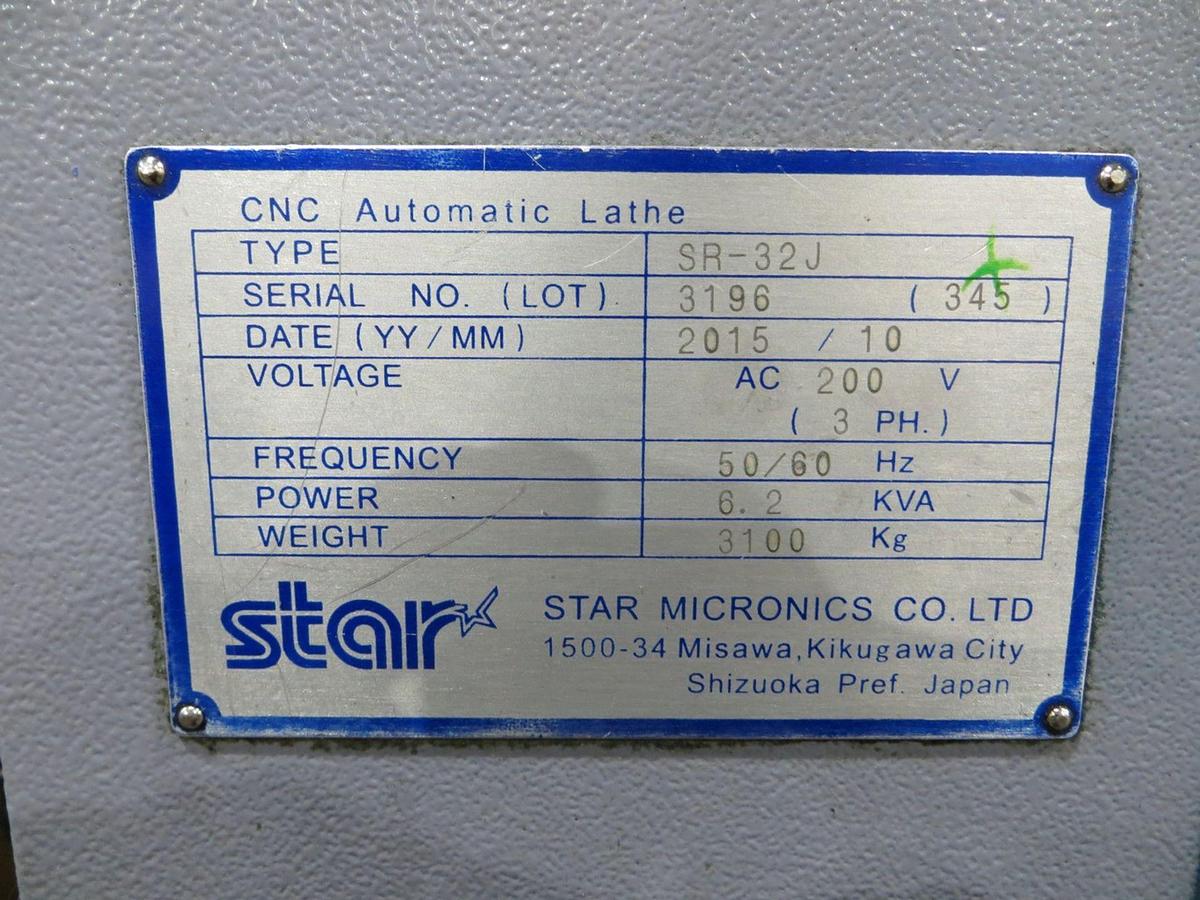 CNC Automatic Lathe
TYPE SR-32J
SERIAL NO. (LOT) 3196 ( 345 )
DATE (YY/MM) 2015 / 10
VOLTAGE AC 200 V
( 3 PH. )
FREQUENCY 50/60 Hz
POWER 6.2 KVA
WEIGHT 3100 Kg
star STAR MICRONICS CO. LTD
1500-34 Misawa,Kikugawa City
Shizuoka Pref. Japan